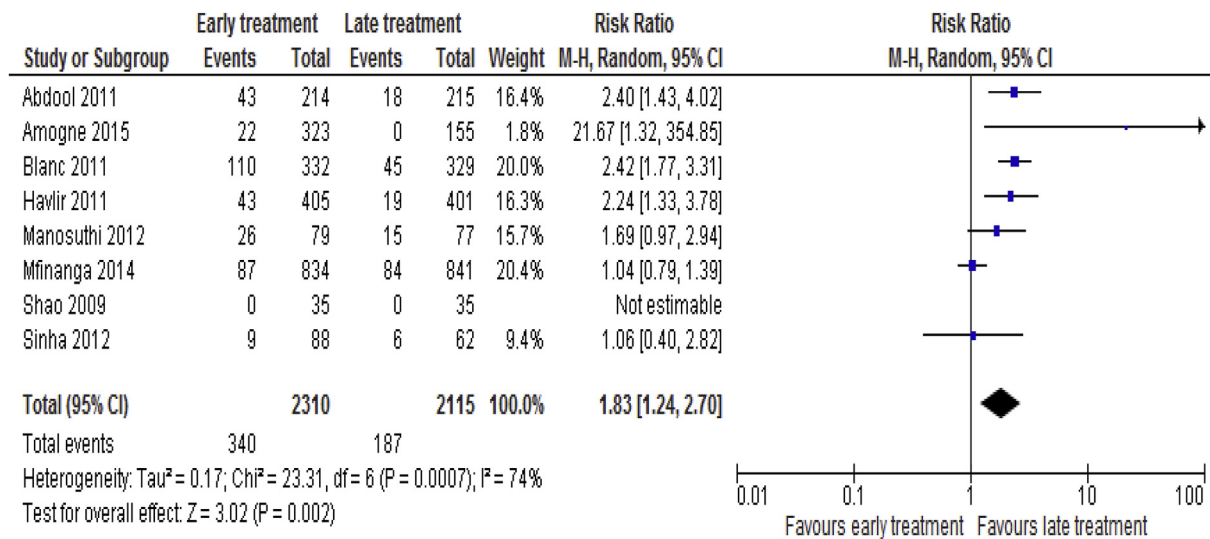 Early treatment Late treatment Risk Ratio Risk Ratio
Study or Subgroup Events Total Events Total Weight M-H, Random, 95% CI M-H, Random, 95% CI
Abdool 2011 43 214 18 215 16.4% 2.40 [1.43, 4.02]
Amogne 2015 22 323 0 155 1.8% 21.67 [1.32, 354.85]
Blanc 2011 110 332 45 329 20.0% 2.42 [1.77, 3.31]
Havlir 2011 43 405 19 401 16.3% 2.24 [1.33, 3.78]
Manosuthi 2012 26 79 15 77 15.7% 1.69 [0.97, 2.94]
Mfinanga 2014 87 834 84 841 20.4% 1.04 [0.79, 1.39]
Shao 2009 0 35 0 35 Not estimable
Sinha 2012 9 88 6 62 9.4% 1.06 [0.40, 2.82]
Total (95% CI) 2310 2115 100.0% 1.83 [1.24, 2.70]
Total events 340 187
Heterogeneity: Tau² = 0.17; Chi² = 23.31, df = 6 (P = 0.0007); I² = 74%
Test for overall effect: Z = 3.02 (P = 0.002)
0.01 0.1 1 10 100
Favours early treatment Favours late treatment